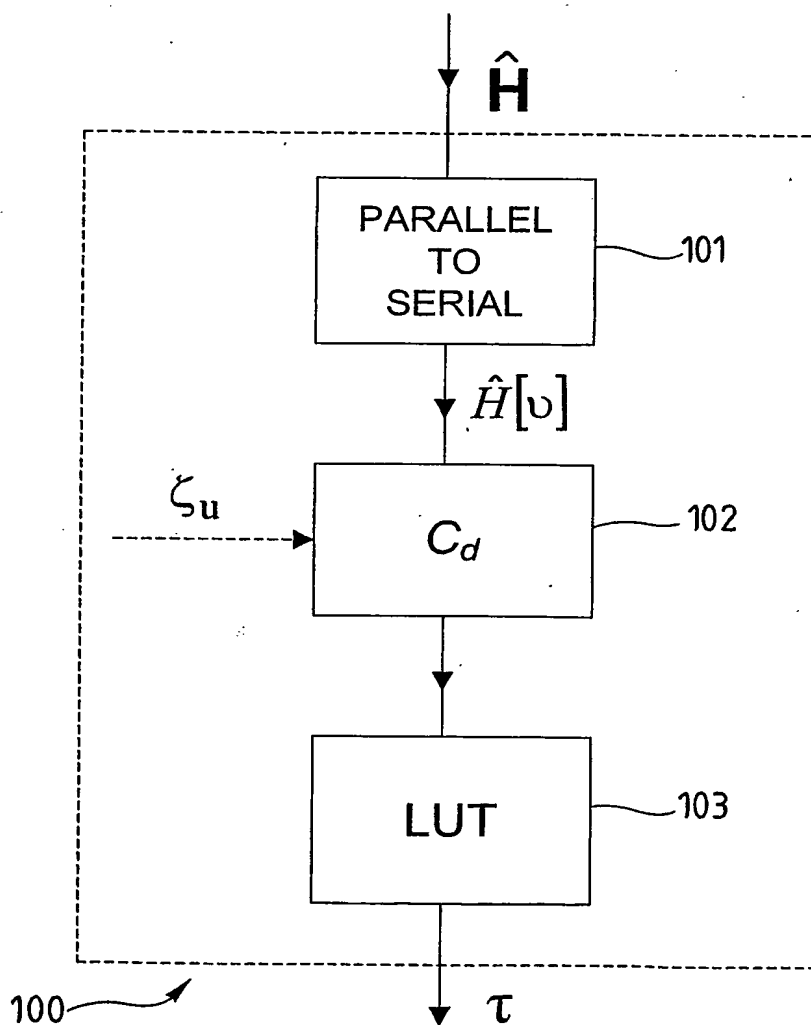 Ĥ
PARALLEL
TO
SERIAL
101
Ĥ[υ]
ζu
Cd
102
LUT
103
100
τ